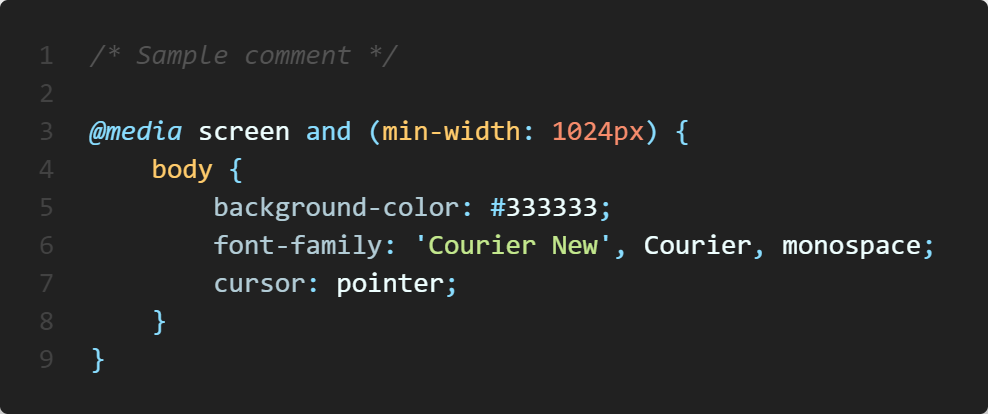 1 /* Sample comment */
2
3 @media screen and (min-width: 1024px) {
4     body {
5         background-color: #333333;
6         font-family: 'Courier New', Courier, monospace;
7         cursor: pointer;
8     }
9 }